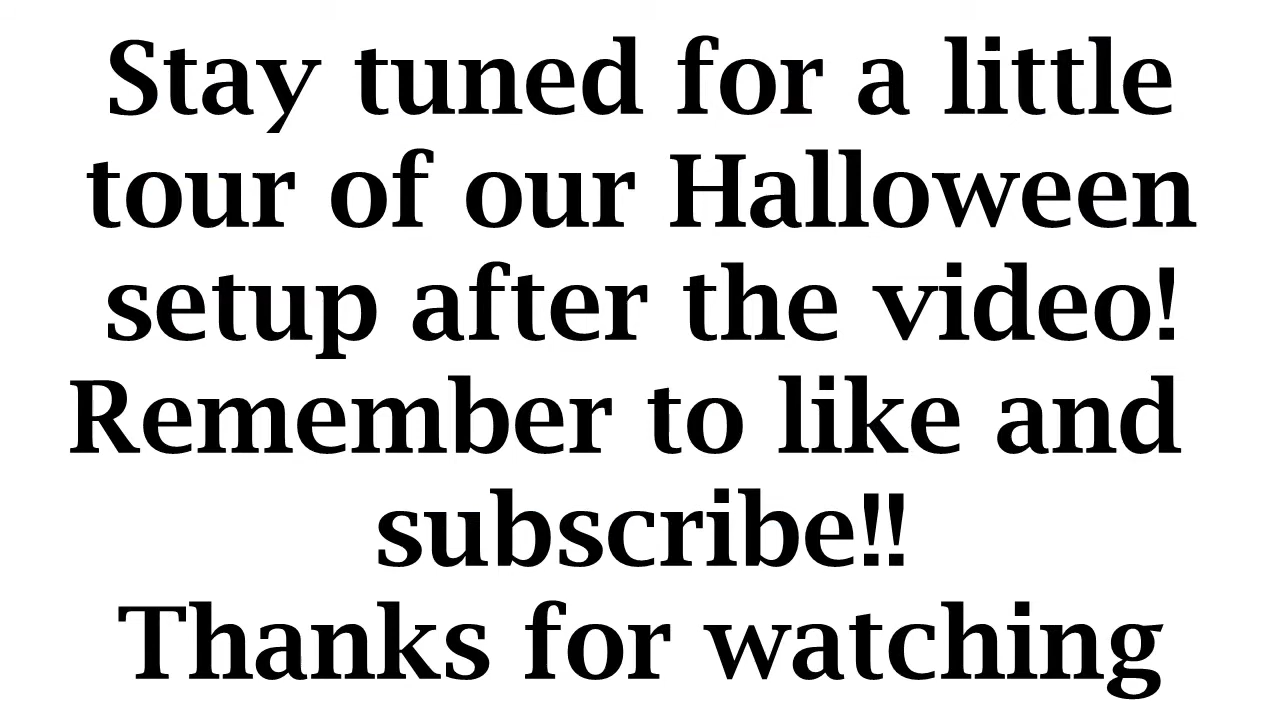 Stay tuned for a little
tour of our Halloween
setup after the video!
Remember to like and
subscribe!!
Thanks for watching